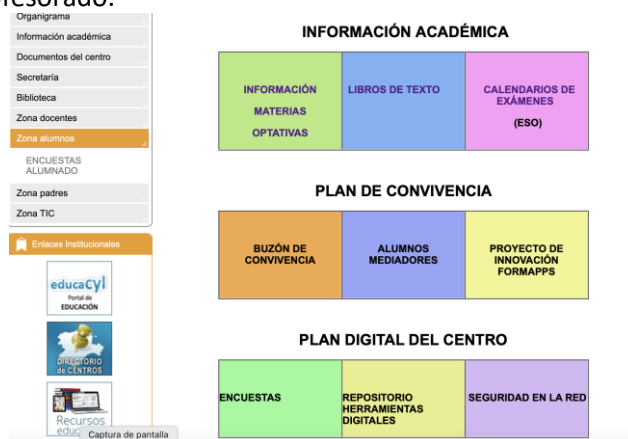 Organigrama
Información académica
Documentos del centro
Secretaría
Biblioteca
Zona docentes
Zona alumnos
ENCUESTAS
ALUMNADO
Zona padres
Zona TIC
Enlaces Institucionales
educacyl
Portal de
EDUCACIÓN
DIRECTORIO
de CENTROS
Recursos
Captura de pantalla
INFORMACIÓN ACADÉMICA
INFORMACIÓN
MATERIAS
OPTATIVAS
LIBROS DE TEXTO
CALENDARIOS DE
EXÁMENES
(ESO)
PLAN DE CONVIVENCIA
BUZÓN DE
CONVIVENCIA
ALUMNOS
MEDIADORES
PROYECTO DE
INNOVACIÓN
FORMAPPS
PLAN DIGITAL DEL CENTRO
ENCUESTAS
REPOSITORIO
HERRAMIENTAS
DIGITALES
SEGURIDAD EN LA RED